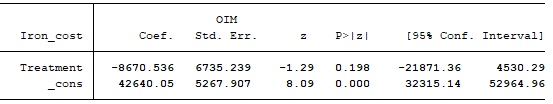 OIM
Iron_cost Coef. Std. Err. z P>|z| [95% Conf. Interval]
Treatment -8670.536 6735.239 -1.29 0.198 -21871.36 4530.29
_cons 42640.05 5267.907 8.09 0.000 32315.14 52964.96